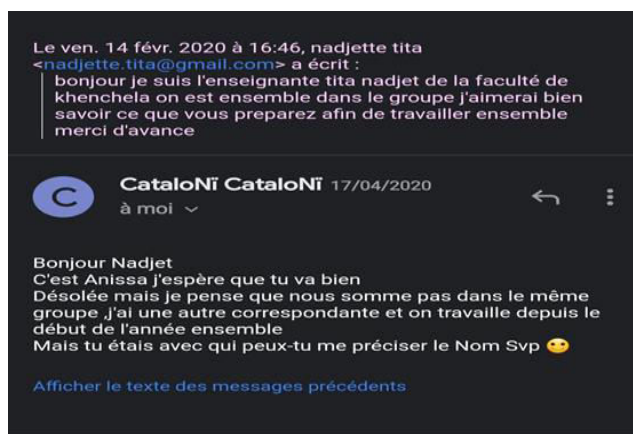 Le ven. 14 févr. 2020 à 16:46, nadjette tita
<nadjette.tita@gmail.com> a écrit :
bonjour je suis l'enseignante tita nadjet de la faculté de
khenchela on est ensemble dans le groupe j'aimerai bien
savoir ce que vous preparez afin de travailler ensemble
merci d'avance
C
CataloNï CataloNï 17/04/2020
à moi
Bonjour Nadjet
C'est Anissa j'espère que tu va bien
Désolée mais je pense que nous somme pas dans le même
groupe ,j'ai une autre correspondante et on travaille depuis le
début de l'année ensemble
Mais tu étais avec qui peux-tu me préciser le Nom Svp 😶
Afficher le texte des messages précédents